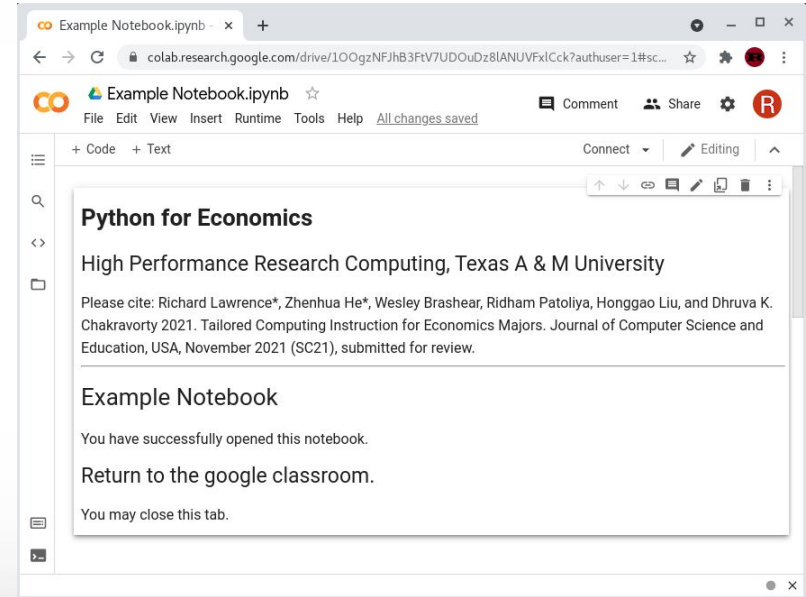 Example Notebook.ipynb -
colab.research.google.com/drive/1OOgzNFJhB3FtV7UDOuDz8lANUVFxlCck?authuser=1#sc...
CO
Example Notebook.ipynb
Comment
Share
R
File Edit View Insert Runtime Tools Help All changes saved
+ Code + Text
Connect
Editing
Python for Economics
High Performance Research Computing, Texas A & M University
Please cite: Richard Lawrence*, Zhenhua He*, Wesley Brashear, Ridham Patoliya, Honggao Liu, and Dhruva K.
Chakravorty 2021. Tailored Computing Instruction for Economics Majors. Journal of Computer Science and
Education, USA, November 2021 (SC21), submitted for review.
Example Notebook
You have successfully opened this notebook.
Return to the google classroom.
You may close this tab.